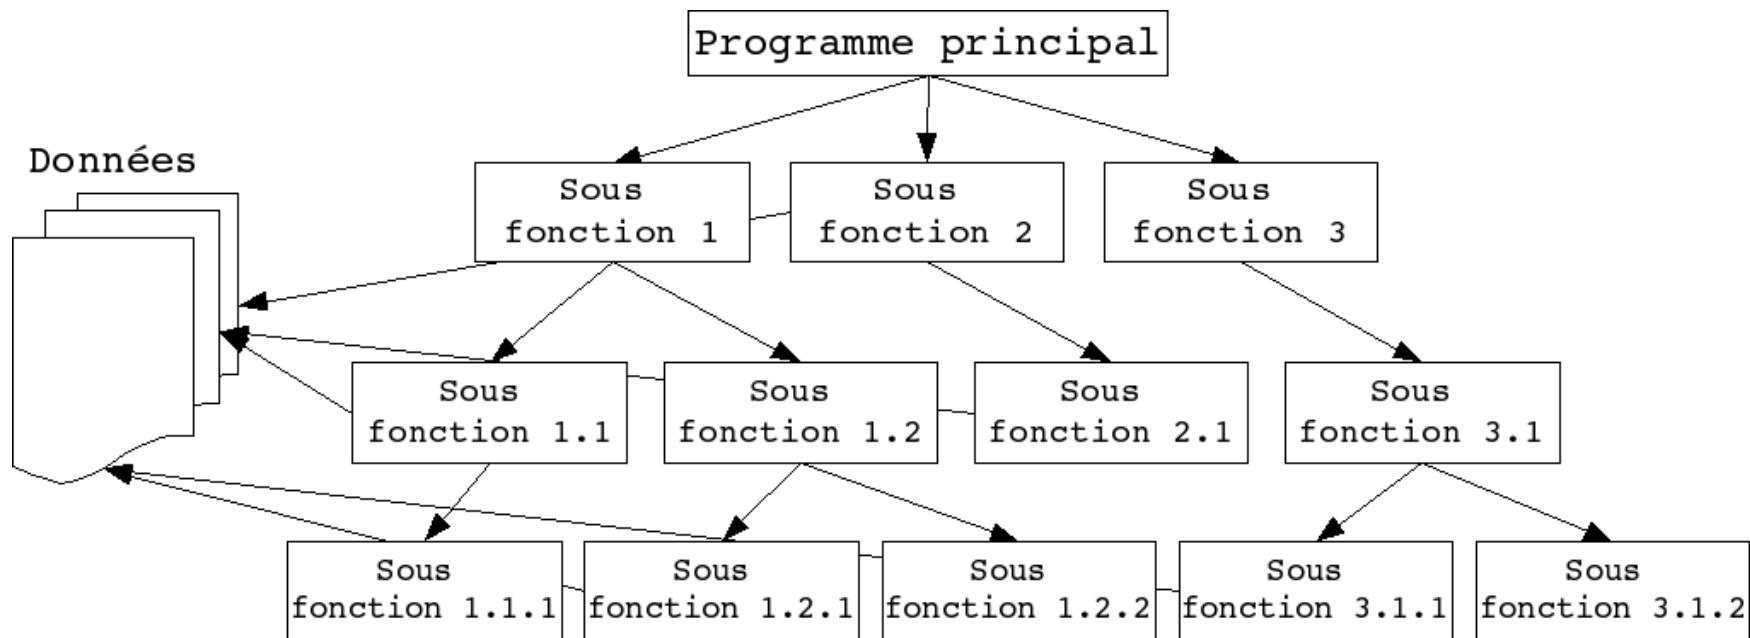 Programme principal
Données
Sous
fonction 1
Sous
fonction 2
Sous
fonction 3
Sous
fonction 1.1
Sous
fonction 1.2
Sous
fonction 2.1
Sous
fonction 3.1
Sous
fonction 1.1.1
Sous
fonction 1.2.1
Sous
fonction 1.2.2
Sous
fonction 3.1.1
Sous
fonction 3.1.2